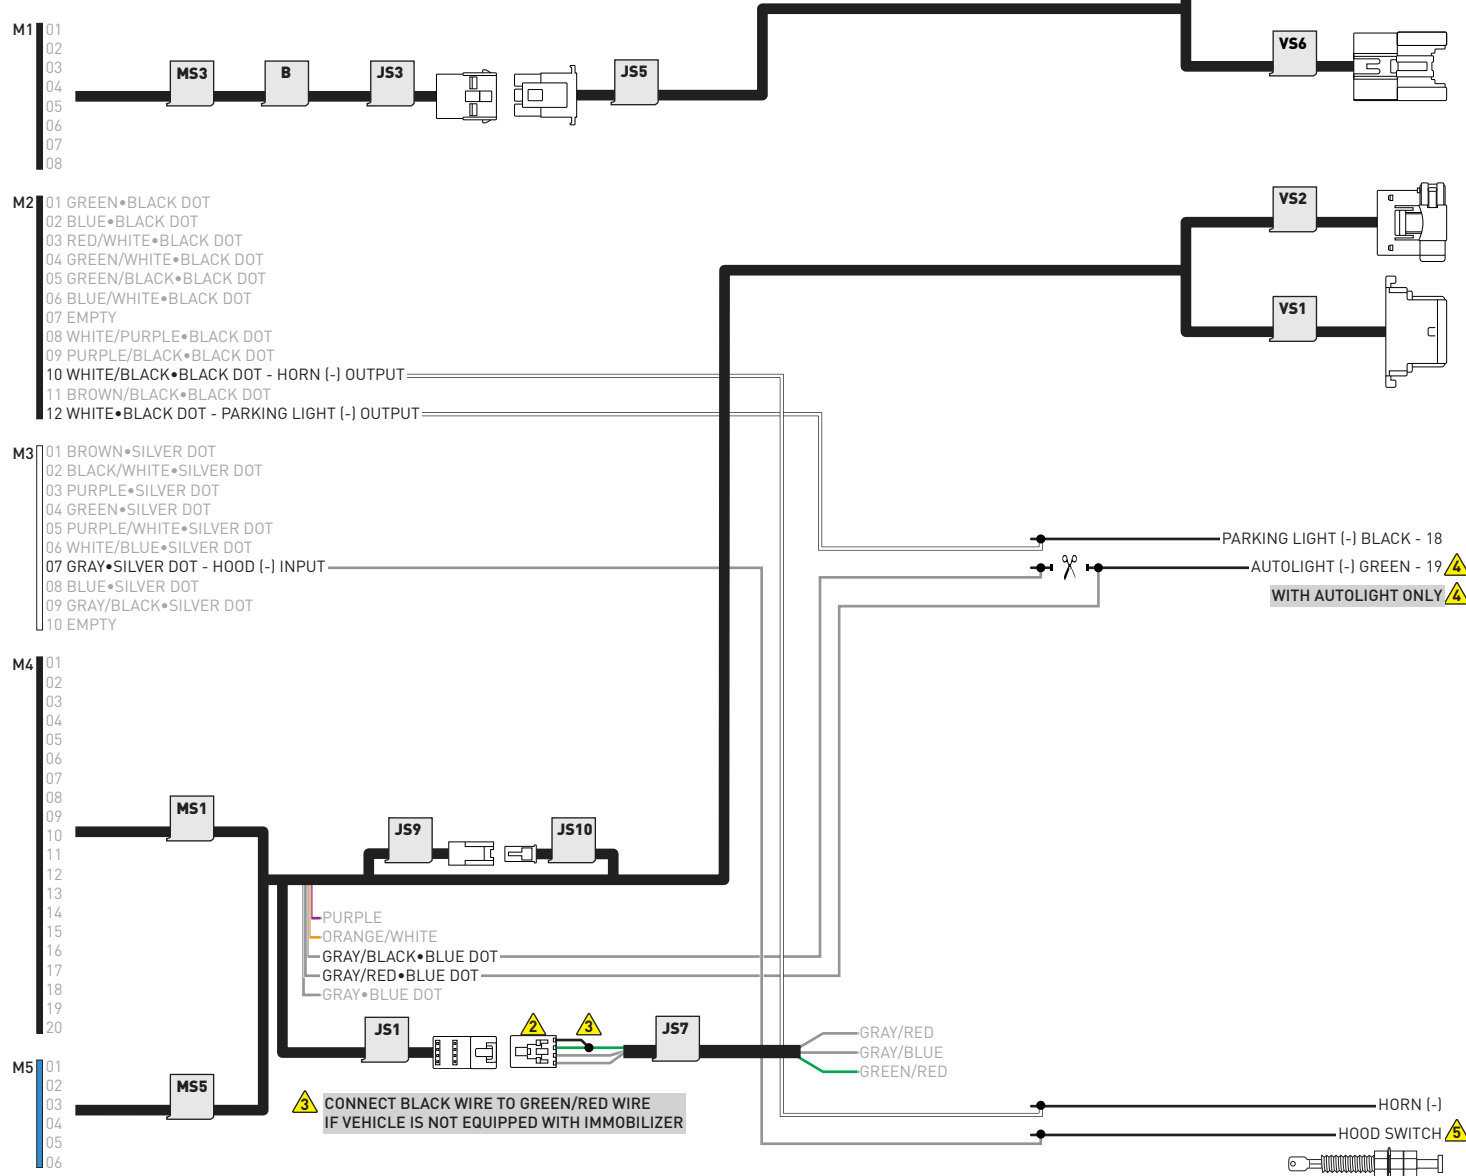 M1
01
02
03
04
05
06
07
08
MS3
B
JS3
JS5
VS6
M2
01 GREEN•BLACK DOT
02 BLUE•BLACK DOT
03 RED/WHITE•BLACK DOT
04 GREEN/WHITE•BLACK DOT
05 GREEN/BLACK•BLACK DOT
06 BLUE/WHITE•BLACK DOT
07 EMPTY
08 WHITE/PURPLE•BLACK DOT
09 PURPLE/BLACK•BLACK DOT
10 WHITE/BLACK•BLACK DOT - HORN (-) OUTPUT
11 BROWN/BLACK•BLACK DOT
12 WHITE•BLACK DOT - PARKING LIGHT (-) OUTPUT
VS2
VS1
M3
01 BROWN•SILVER DOT
02 BLACK/WHITE•SILVER DOT
03 PURPLE•SILVER DOT
04 GREEN•SILVER DOT
05 PURPLE/WHITE•SILVER DOT
06 WHITE/BLUE•SILVER DOT
07 GRAY•SILVER DOT - HOOD (-) INPUT
08 BLUE•SILVER DOT
09 GRAY/BLACK•SILVER DOT
10 EMPTY
PARKING LIGHT (-) BLACK - 18
AUTOLIGHT (-) GREEN - 19 4
WITH AUTOLIGHT ONLY 4
M4
01
02
03
04
05
06
07
08
09
10
11
12
13
14
15
16
17
18
19
20
MS1
JS9
JS10
PURPLE
ORANGE/WHITE
GRAY/BLACK•BLUE DOT
GRAY/RED•BLUE DOT
GRAY•BLUE DOT
JS1
2
3
JS7
GRAY/RED
GRAY/BLUE
GREEN/RED
M5
01
02
03
04
05
06
MS5
3 CONNECT BLACK WIRE TO GREEN/RED WIRE
IF VEHICLE IS NOT EQUIPPED WITH IMMOBILIZER
HORN (-)
HOOD SWITCH 5